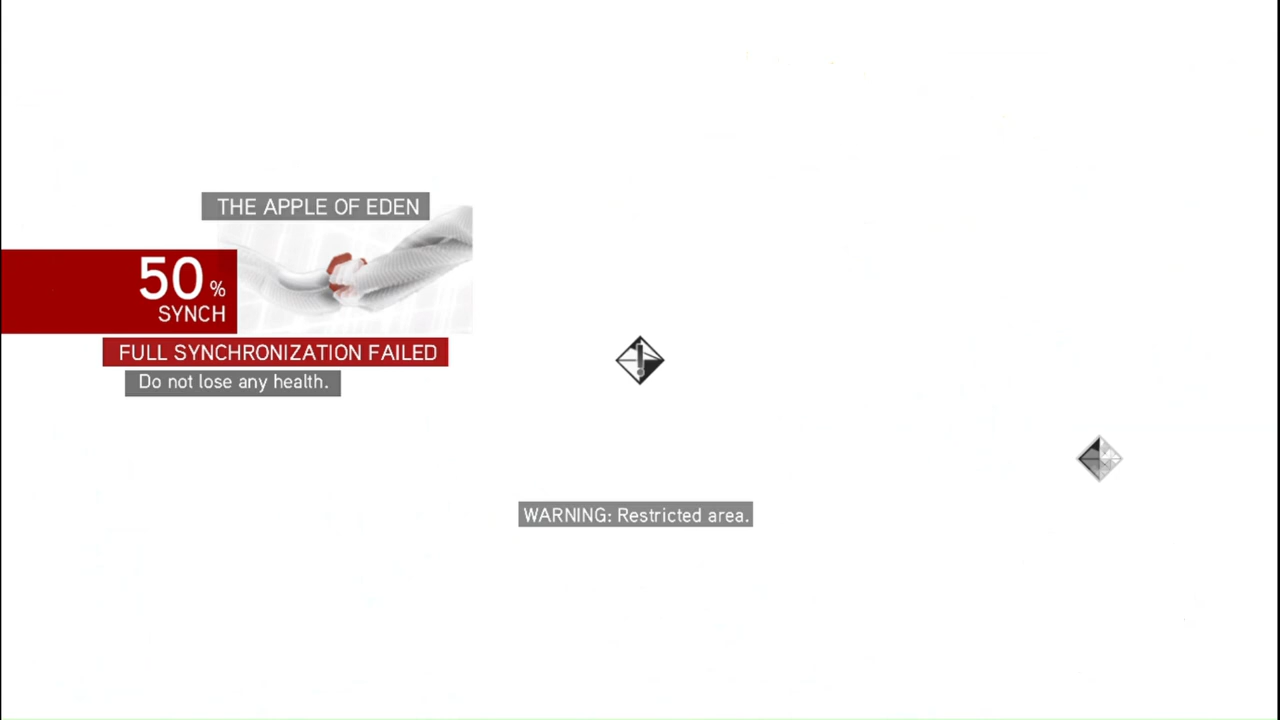 THE APPLE OF EDEN
50 %
SYNCH
FULL SYNCHRONIZATION FAILED
Do not lose any health.
WARNING: Restricted area.